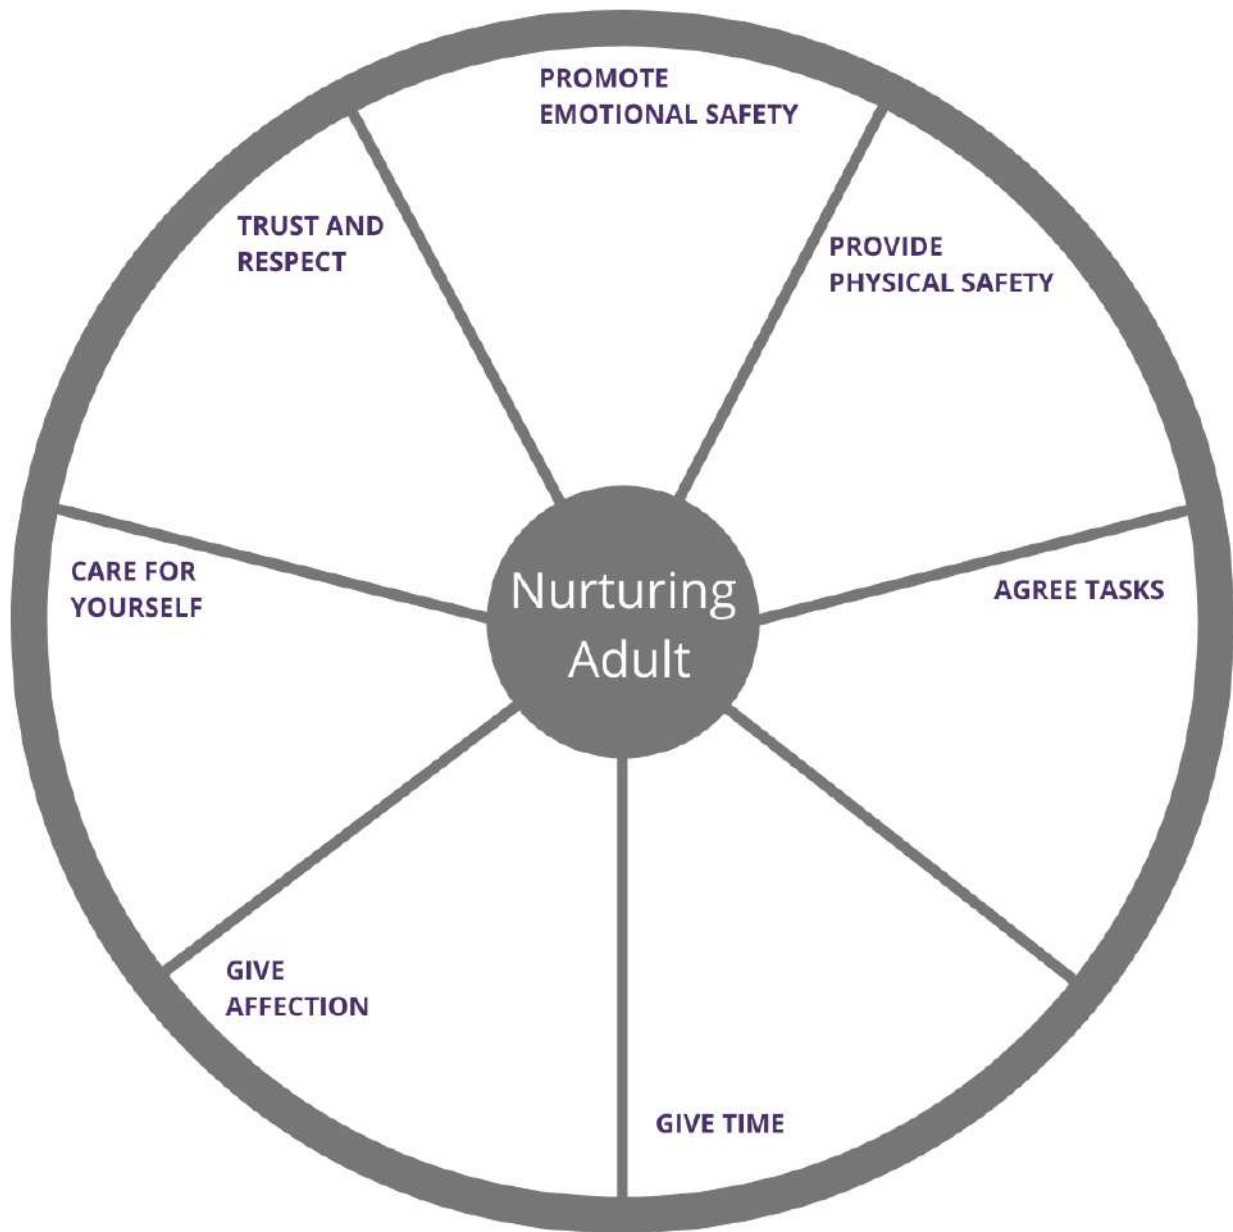 PROMOTE
EMOTIONAL SAFETY
TRUST AND
RESPECT
PROVIDE
PHYSICAL SAFETY
CARE FOR
YOURSELF
Nurturing
Adult
AGREE TASKS
GIVE
AFFECTION
GIVE TIME